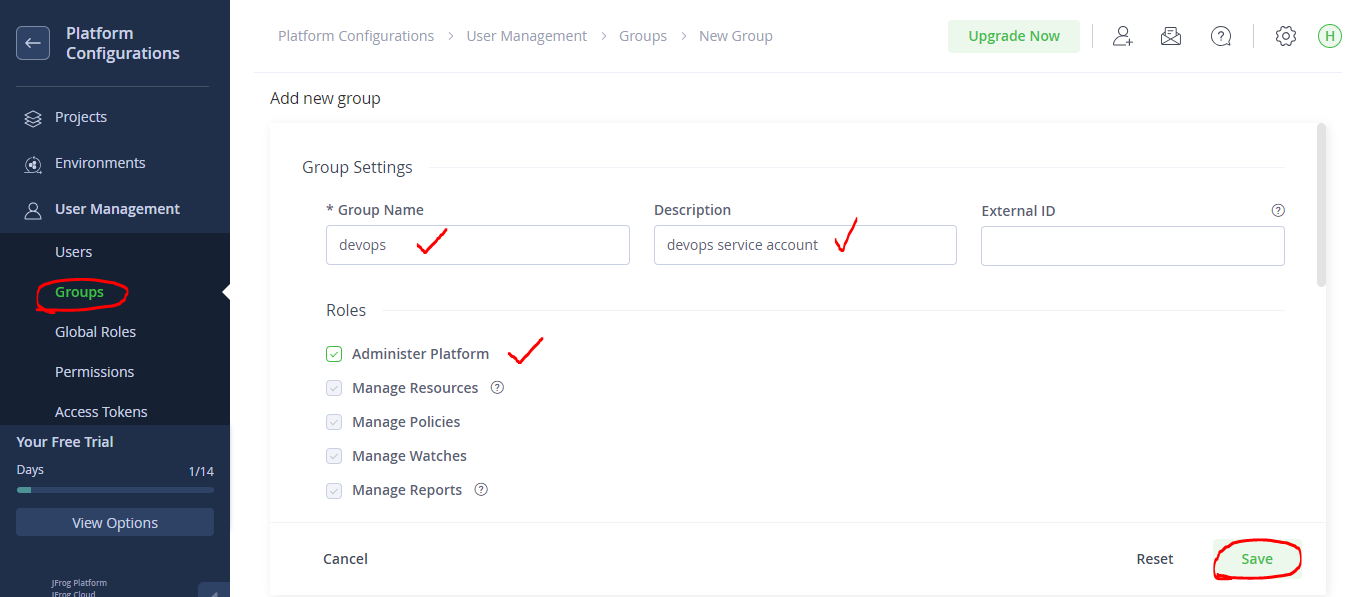 Platform
Configurations
Projects
Environments
User Management
Users
Groups
Global Roles
Permissions
Access Tokens
Your Free Trial
Days 1/14
View Options
JFrog Platform
JFrog Cloud
Platform Configurations > User Management > Groups > New Group
Upgrade Now
H
Add new group
Group Settings
* Group Name
devops
Description
devops service account
External ID
Roles
Administer Platform
Manage Resources
Manage Policies
Manage Watches
Manage Reports
Cancel
Reset
Save